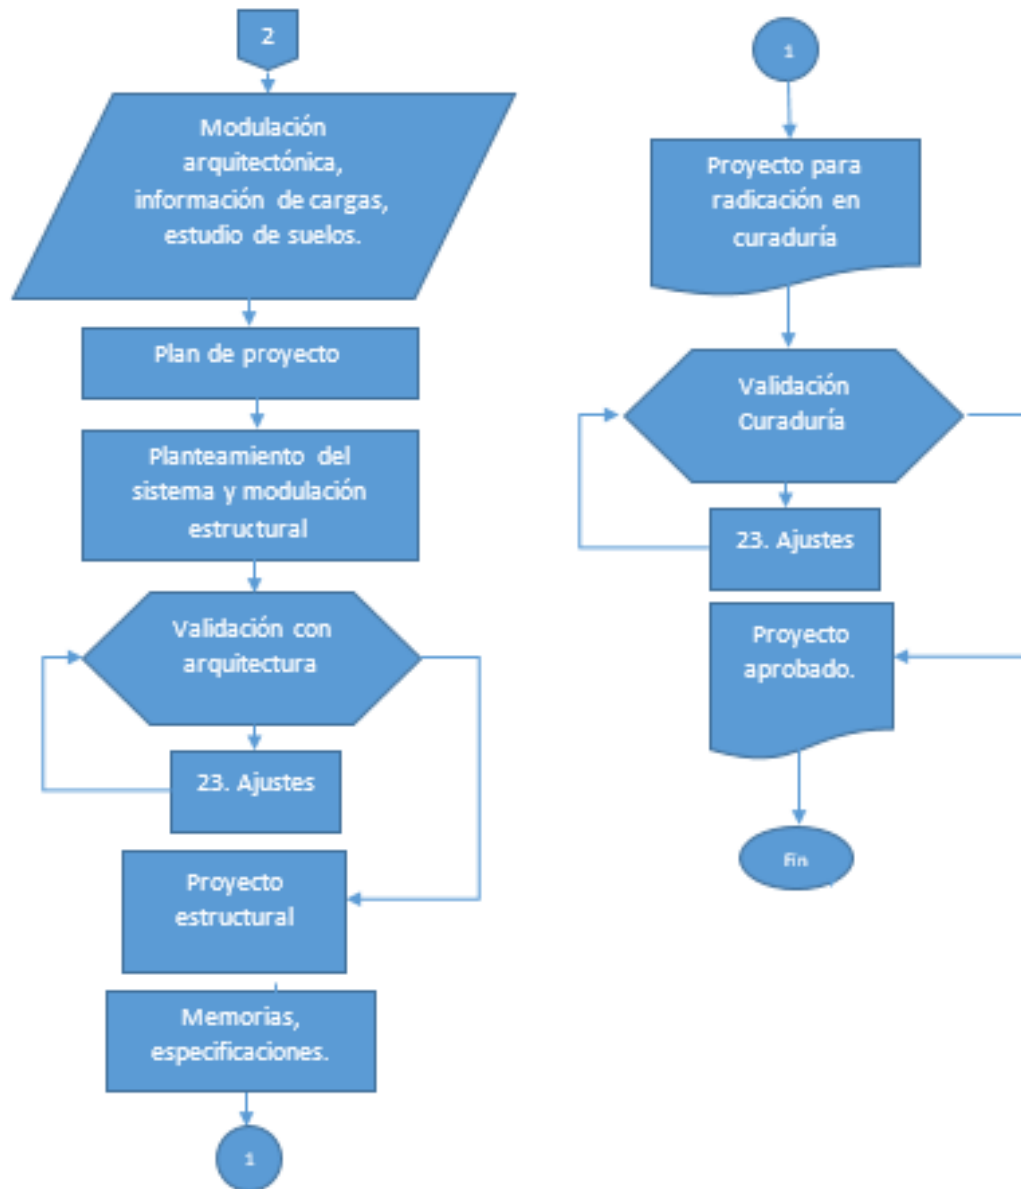 2
Modulación
arquitectónica,
información de cargas,
estudio de suelos.
Plan de proyecto
Planteamiento del
sistema y modulación
estructural
Validación con
arquitectura
23. Ajustes
Proyecto
estructural
Memorias,
especificaciones.
1
1
Proyecto para
radicación en
curaduría
Validación
Curaduría
23. Ajustes
Proyecto
aprobado.
Fin